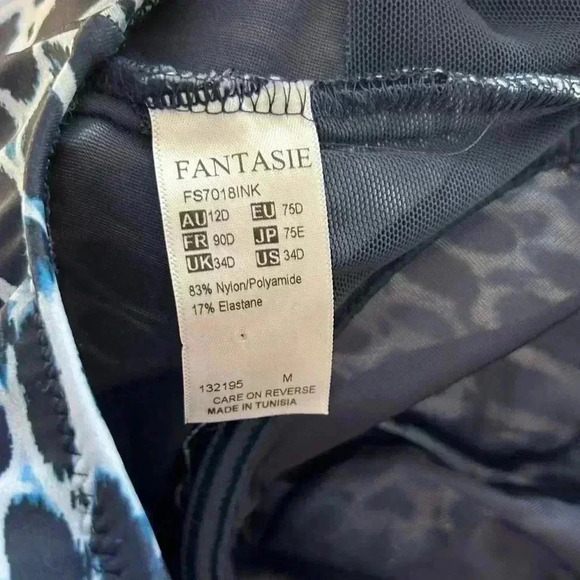 FANTASIE
FS7018INK
AU 12D EU 75D
FR 90D JP 75E
UK 34D US 34D
83% Nylon/Polyamide
17% Elastane
132195 M
CARE ON REVERSE
MADE IN TUNISIA